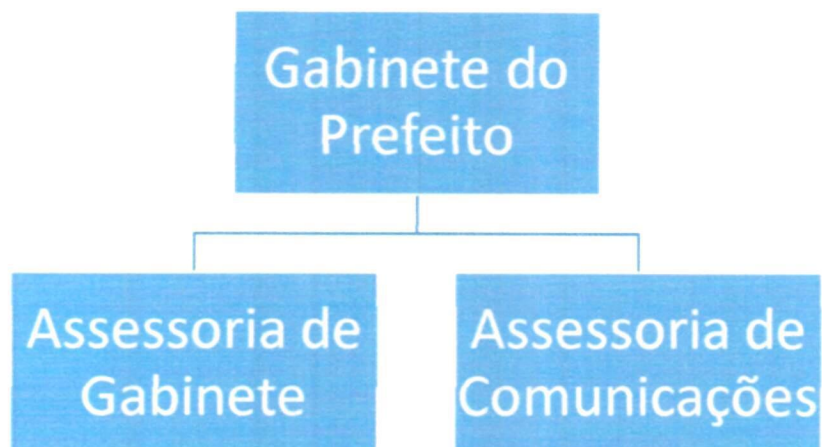 Gabinete do
Prefeito
Assessoria de
Gabinete
Assessoria de
Comunicações